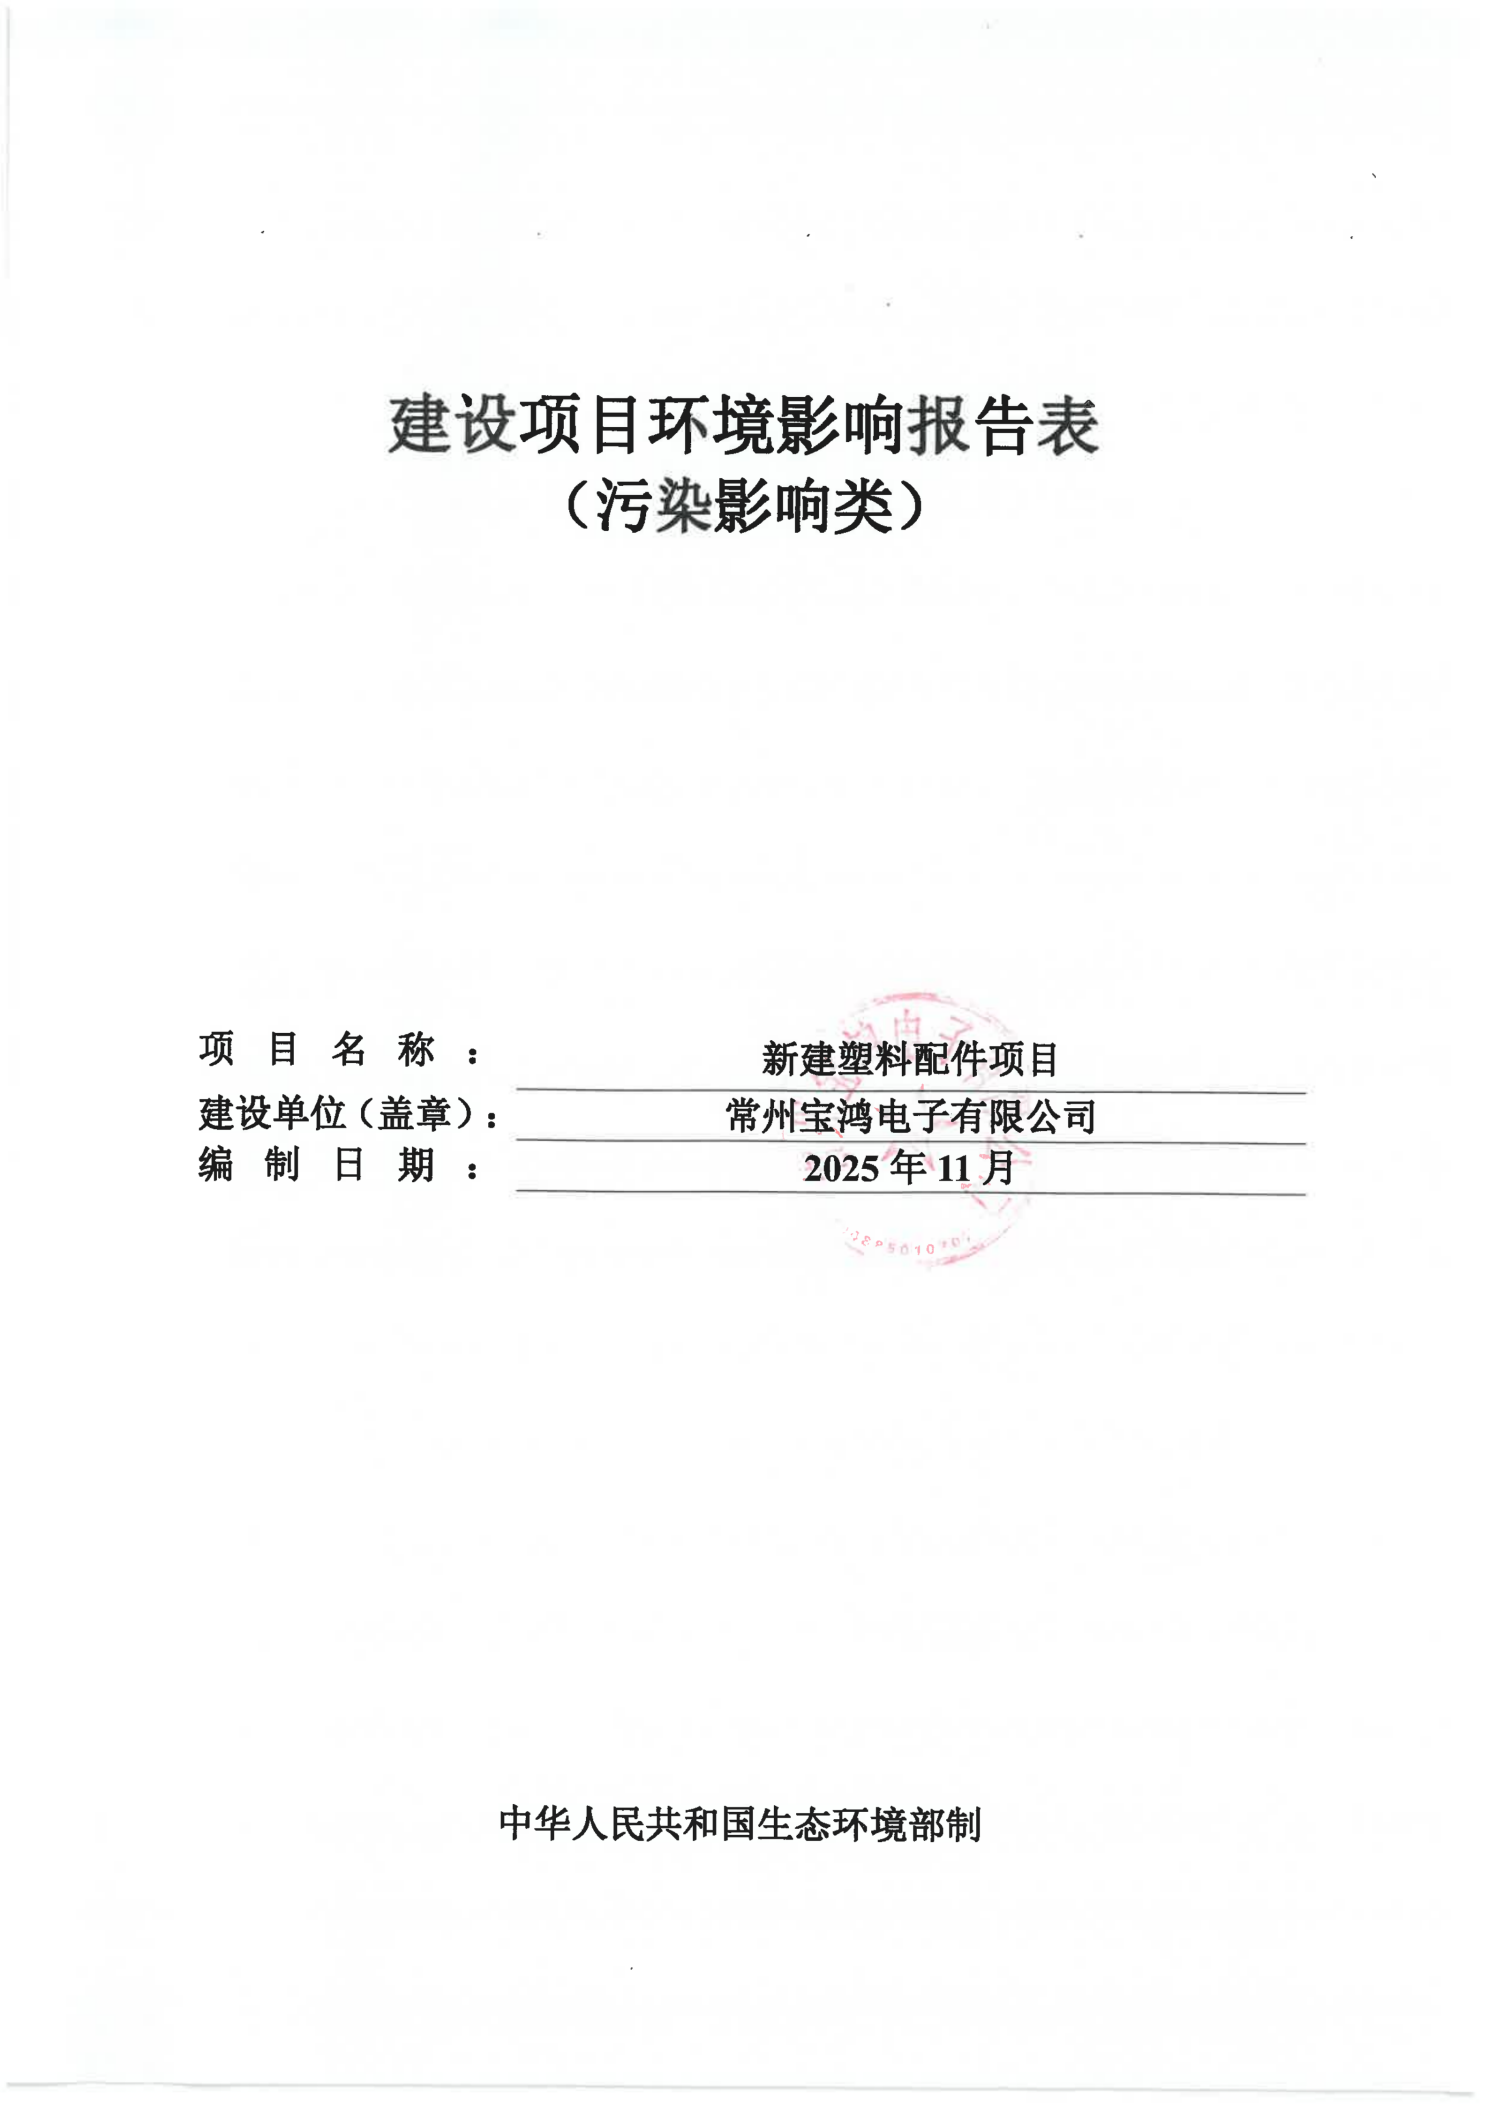 建设项目环境影响报告表
（污染影响类）
项目名称：新建塑料配件项目
建设单位（盖章）：常州宝鸿电子有限公司
编制日期：2025年11月
中华人民共和国生态环境部制